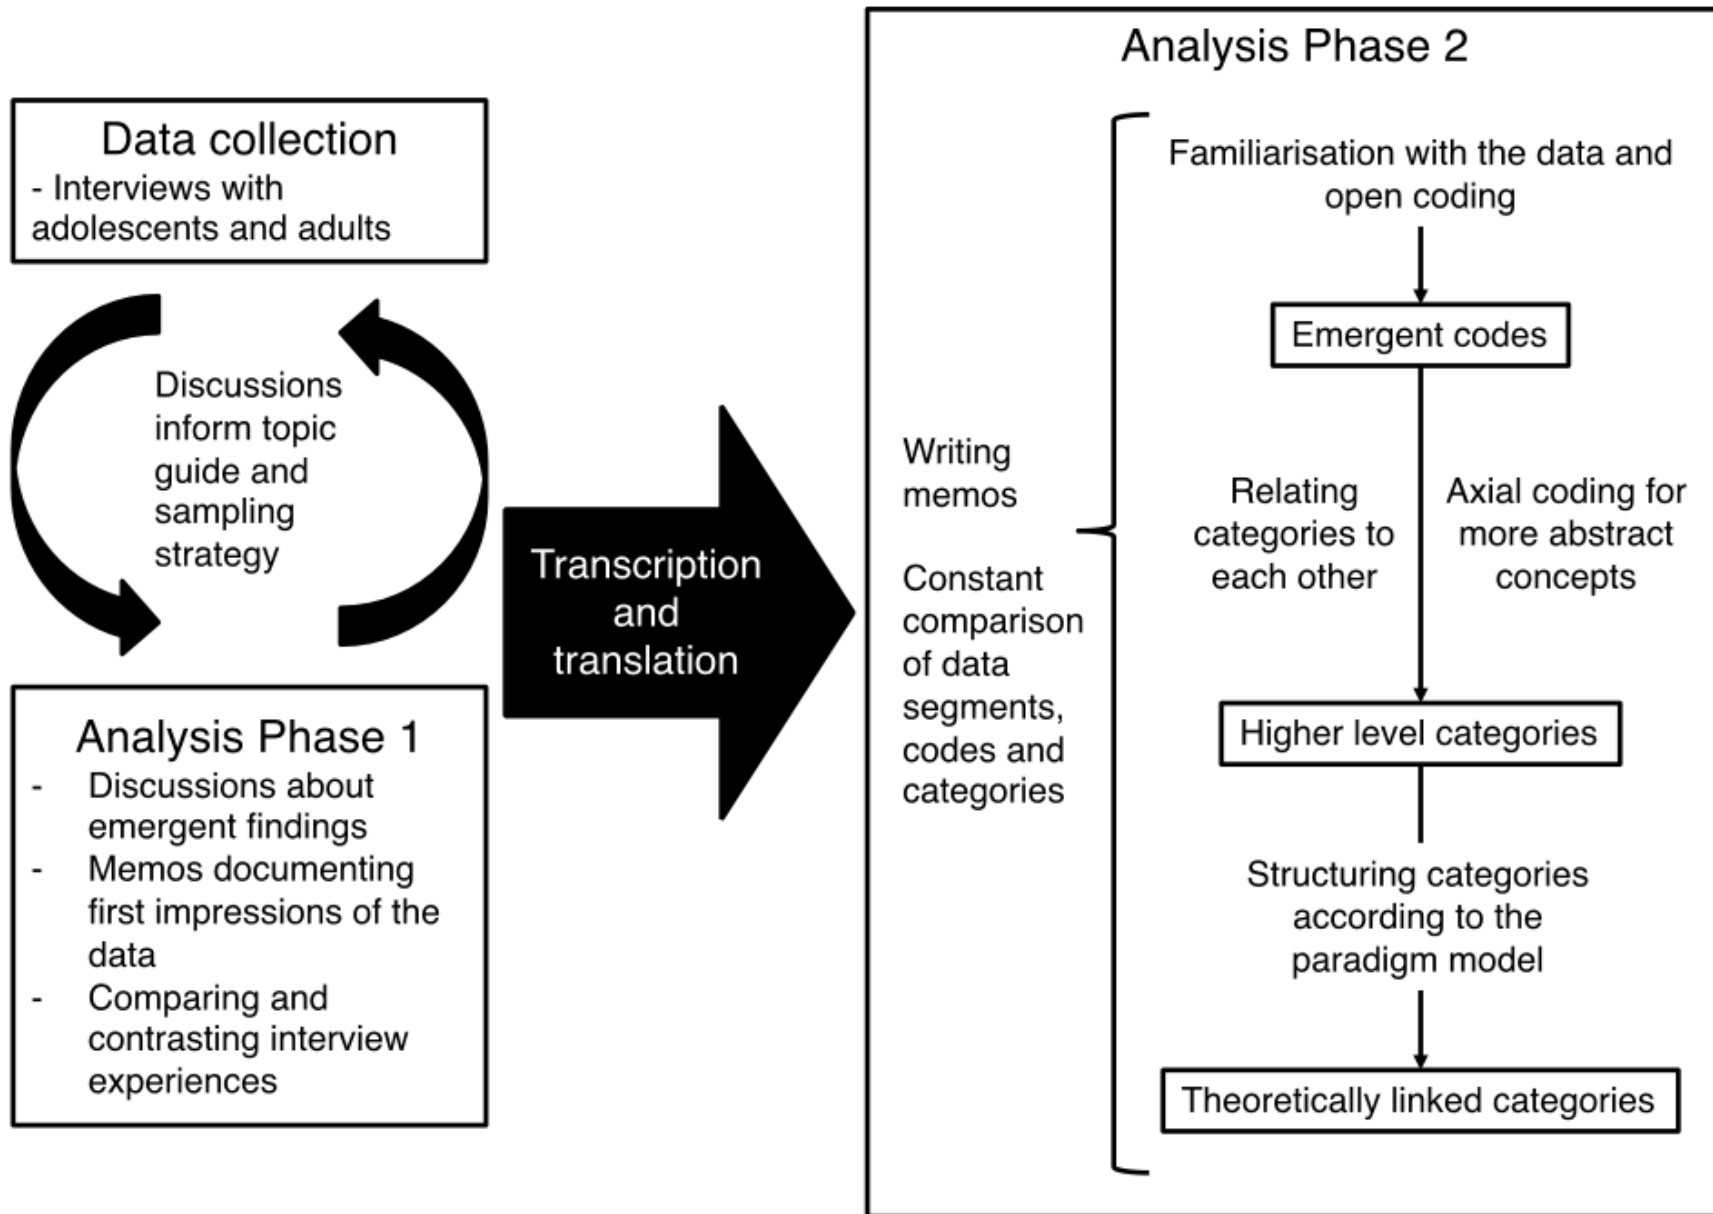 Data collection
- Interviews with
adolescents and adults
Discussions
inform topic
guide and
sampling
strategy
Analysis Phase 1
- Discussions about
emergent findings
- Memos documenting
first impressions of the
data
- Comparing and
contrasting interview
experiences
Transcription
and
translation
Analysis Phase 2
Writing
memos
Constant
comparison
of data
segments,
codes and
categories
Familiarisation with the data and
open coding
Emergent codes
Relating
categories to
each other
Axial coding for
more abstract
concepts
Higher level categories
Structuring categories
according to the
paradigm model
Theoretically linked categories